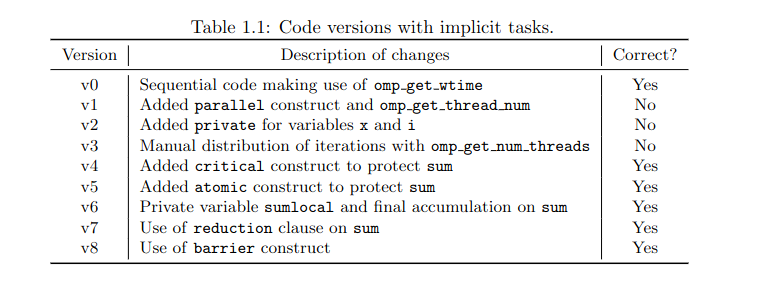 Table 1.1: Code versions with implicit tasks.
Version Description of changes Correct?
v0 Sequential code making use of omp_get_wtime Yes
v1 Added parallel construct and omp_get_thread_num No
v2 Added private for variables x and i No
v3 Manual distribution of iterations with omp_get_num_threads No
v4 Added critical construct to protect sum Yes
v5 Added atomic construct to protect sum Yes
v6 Private variable sumlocal and final accumulation on sum Yes
v7 Use of reduction clause on sum Yes
v8 Use of barrier construct Yes